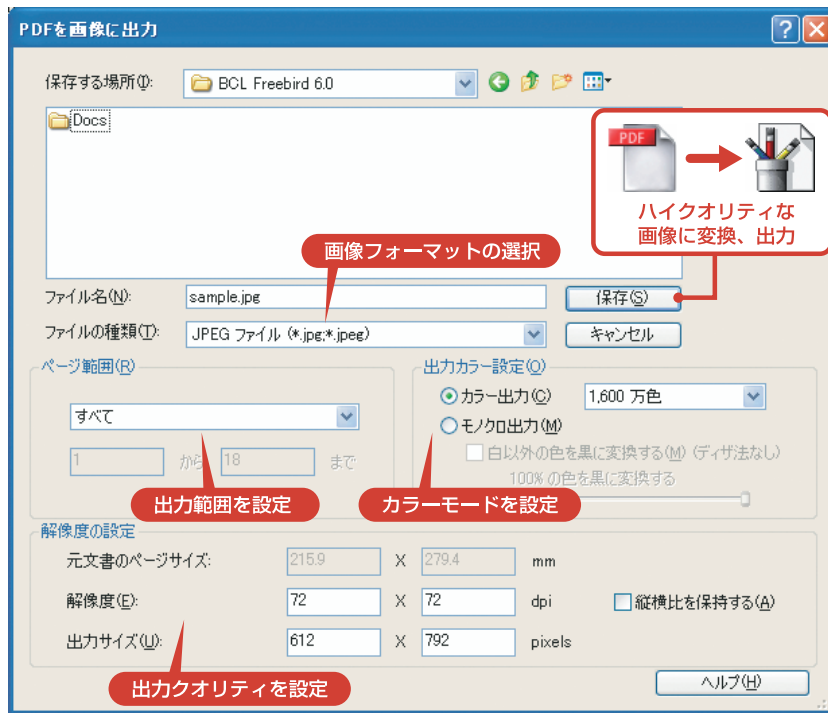 PDFを画像に出力
保存する場所(I):
BCL Freebird 6.0
Docs
PDF
ハイクオリティな
画像に変換、出力
画像フォーマットの選択
ファイル名(N):
sample.jpg
保存(S)
ファイルの種類(T):
JPEG ファイル (*.jpg;*.jpeg)
キャンセル
ページ範囲(R)
すべて
1 から 18 まで
出力範囲を設定
出力カラー設定(O)
カラー出力(C)
1,600 万色
モノクロ出力(M)
白以外の色を黒に変換する(M) (ディザ法なし)
100% の色を黒に変換する
カラーモードを設定
解像度の設定
元文書のページサイズ: 215.9 X 279.4 mm
解像度(E): 72 X 72 dpi
縦横比を保持する(A)
出力サイズ(U): 612 X 792 pixels
出力クオリティを設定
ヘルプ(H)